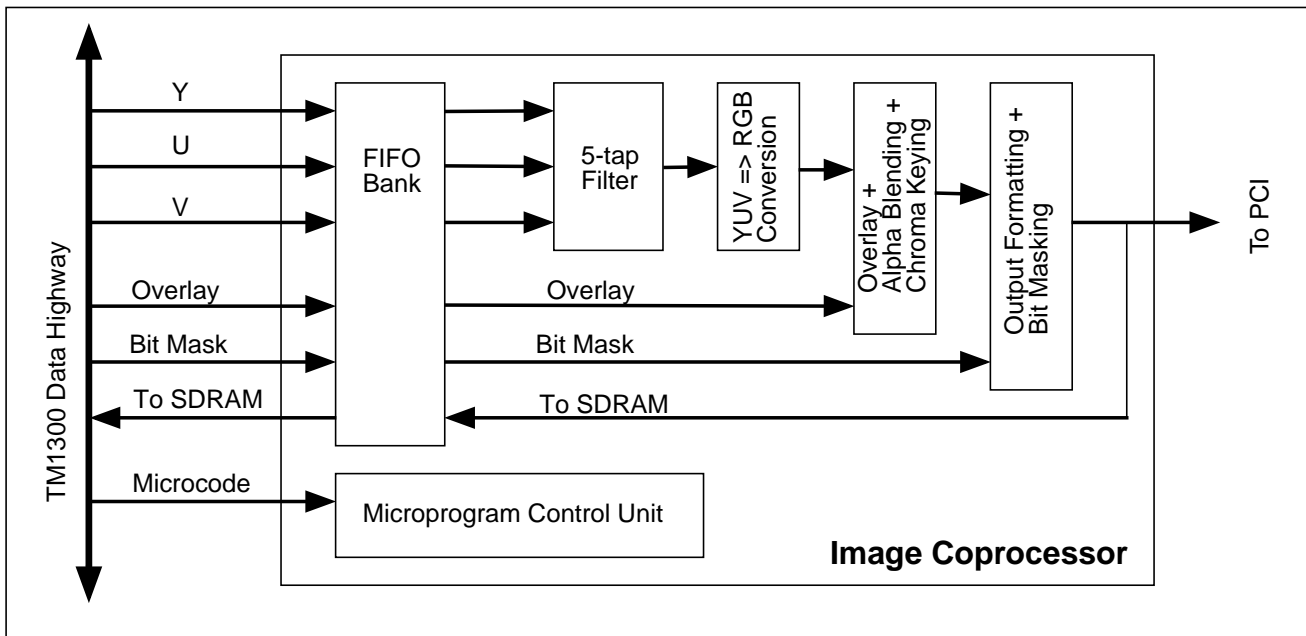 TM1300 Data Highway
Y
U
V
Overlay
Bit Mask
To SDRAM
Microcode
FIFO
Bank
5-tap
Filter
YUV => RGB
Conversion
Overlay +
Alpha Blending +
Chroma Keying
Output Formatting +
Bit Masking
To PCI
Overlay
Bit Mask
To SDRAM
Microprogram Control Unit
Image Coprocessor